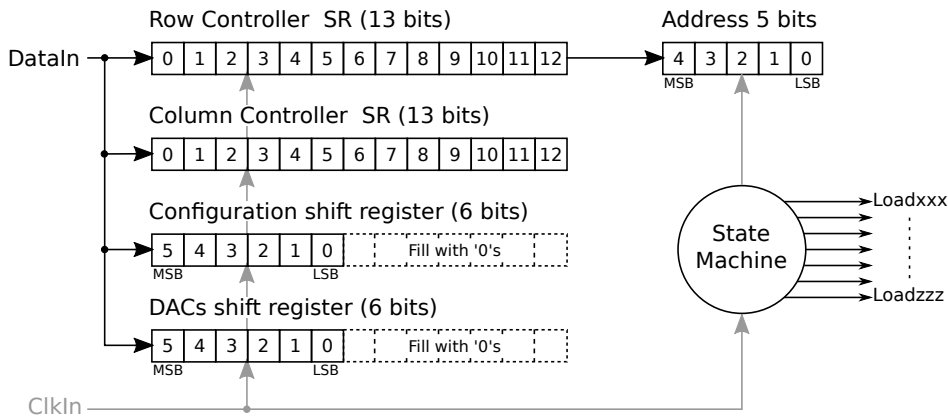 Row Controller SR (13 bits)
Address 5 bits
DataIn
0 1 2 3 4 5 6 7 8 9 10 11 12
4 3 2 1 0
MSB LSB
Column Controller SR (13 bits)
0 1 2 3 4 5 6 7 8 9 10 11 12
Configuration shift register (6 bits)
5 4 3 2 1 0 Fill with '0's
MSB LSB
State
Machine
Loadxxx
Loadzzz
DACs shift register (6 bits)
5 4 3 2 1 0 Fill with '0's
MSB LSB
ClkIn